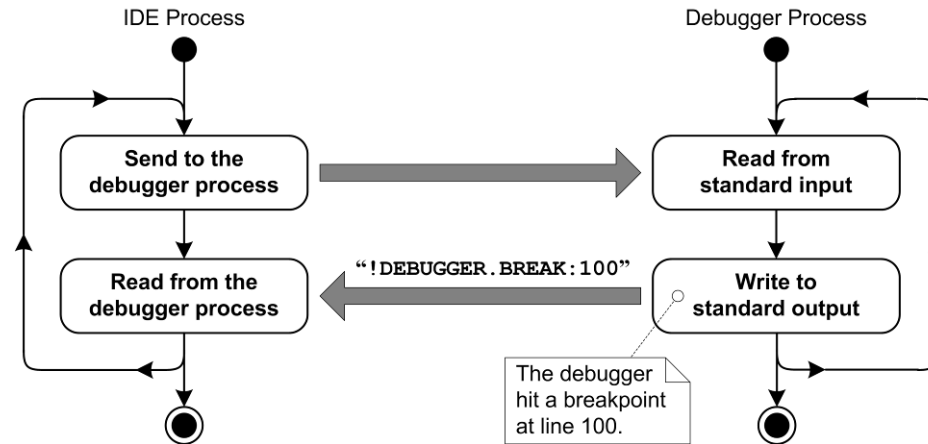 IDE Process
Debugger Process
Send to the
debugger process
Read from
standard input
“!DEBUGGER.BREAK:100”
Read from the
debugger process
Write to
standard output
The debugger
hit a breakpoint
at line 100.